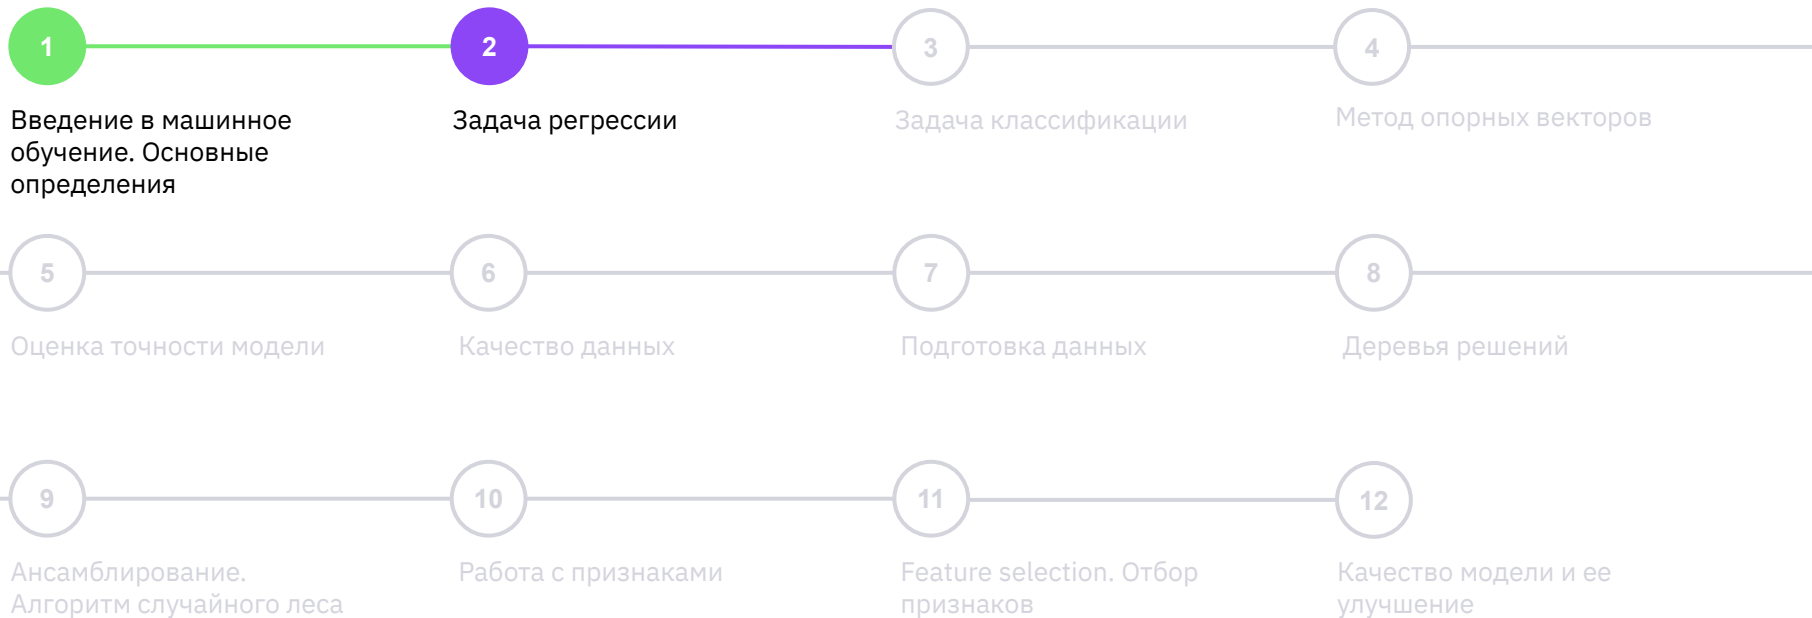 1
2
3
4
Введение в машинное
обучение. Основные
определения
Задача регрессии
Задача классификации
Метод опорных векторов
5
6
7
8
Оценка точности модели
Качество данных
Подготовка данных
Деревья решений
9
10
11
12
Ансамблирование.
Алгоритм случайного леса
Работа с признаками
Feature selection. Отбор
признаков
Качество модели и ее
улучшение